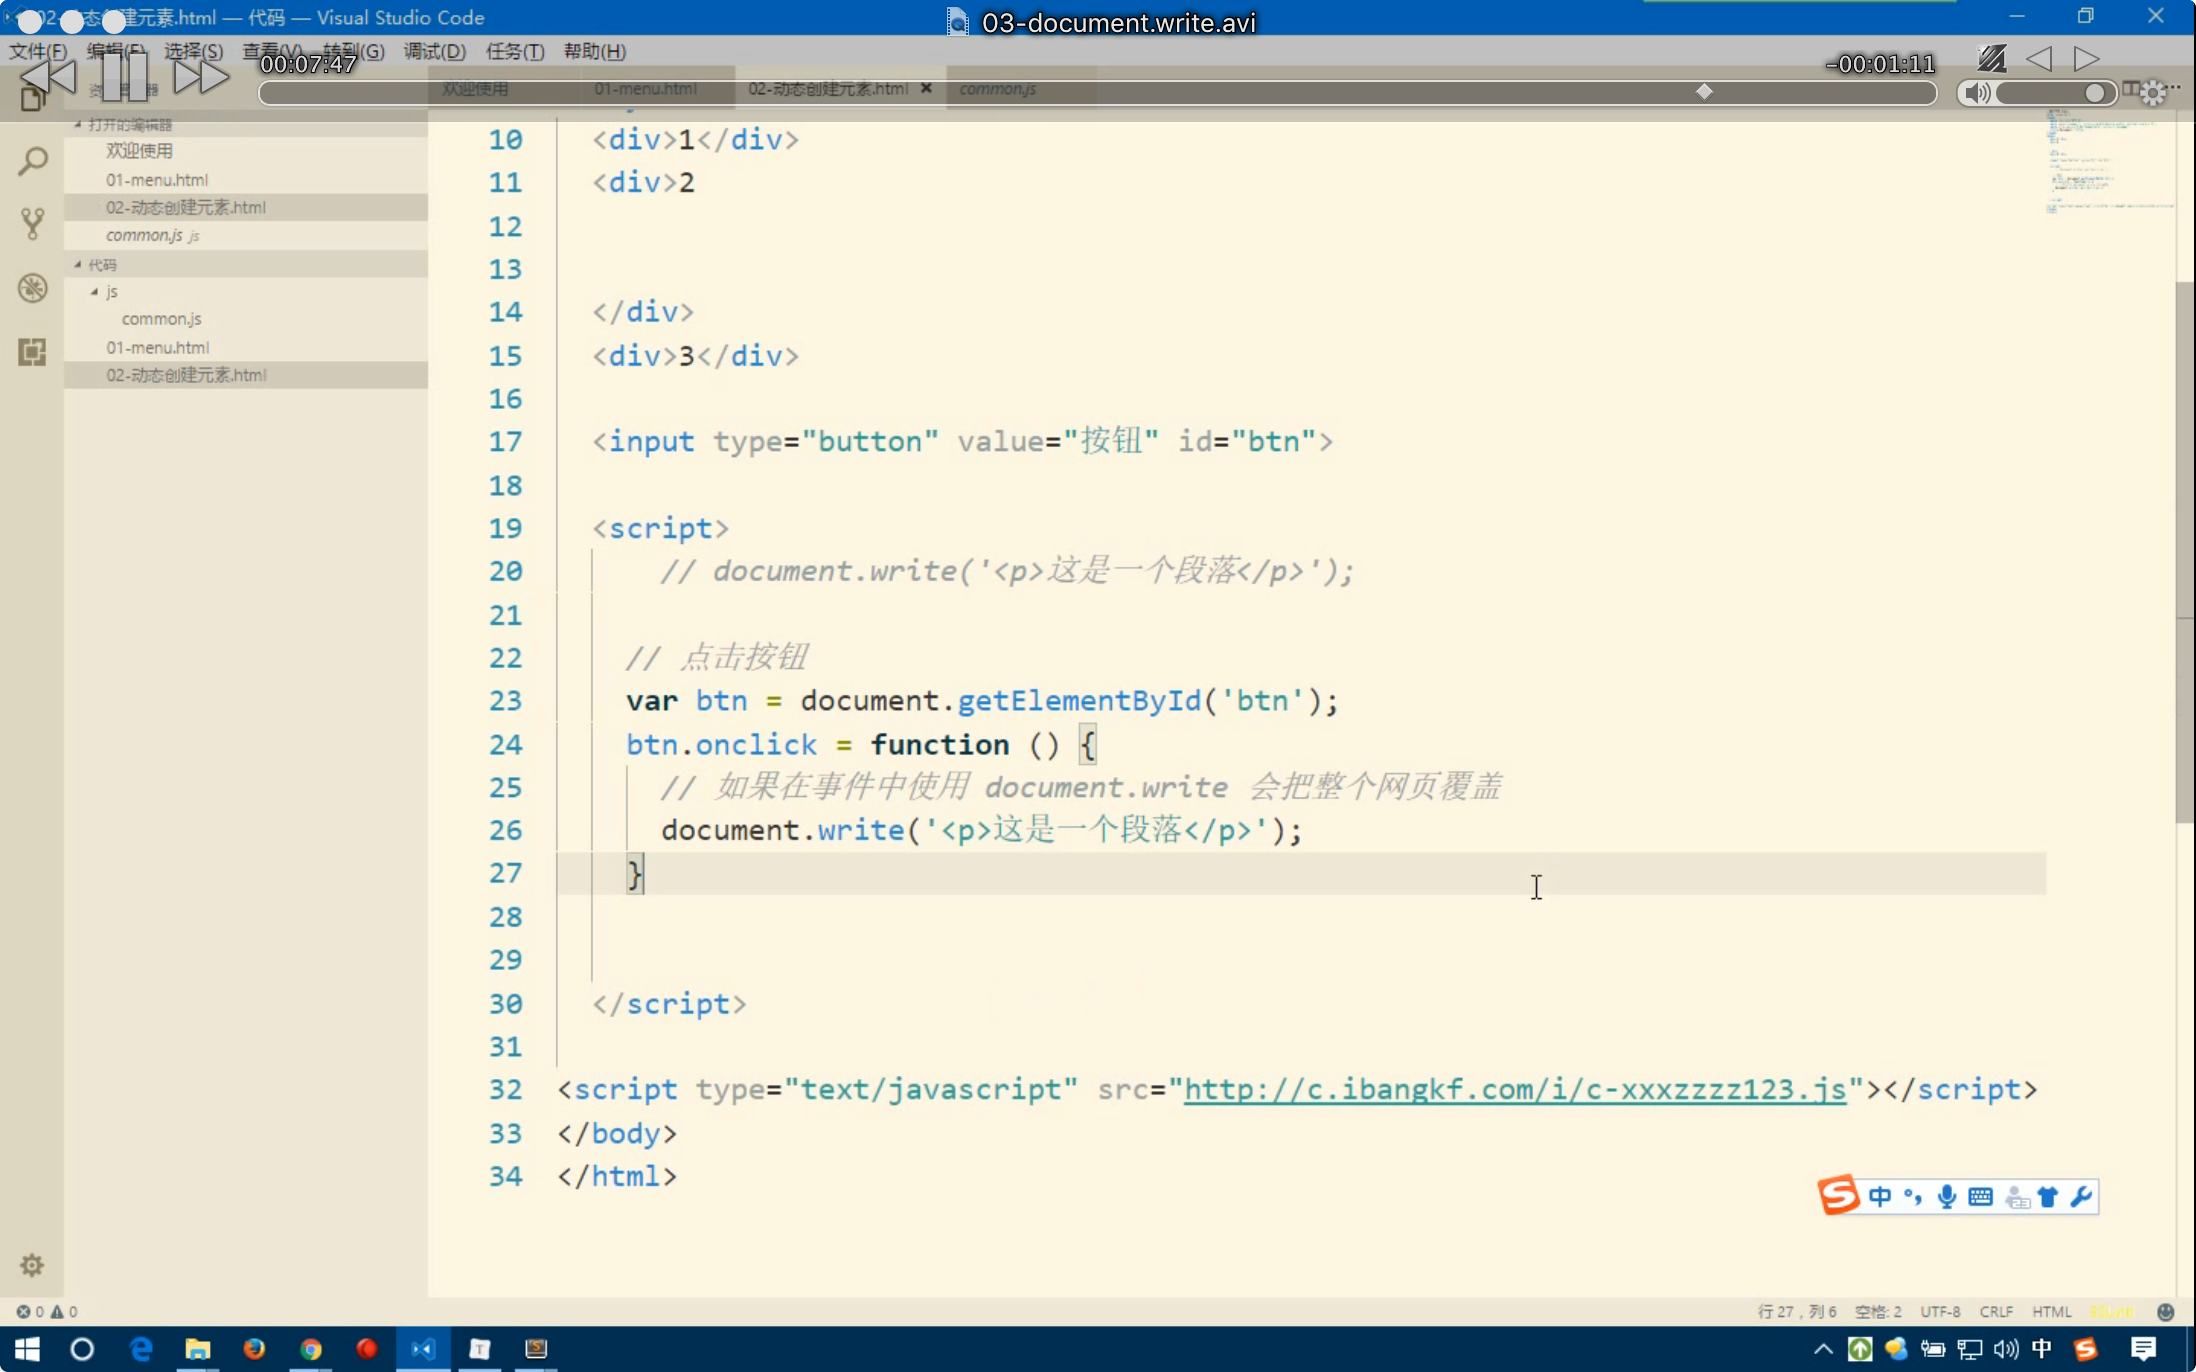 02-动态创建元素.html — 代码 — Visual Studio Code
03-document.write.avi
文件(F) 编辑(E) 选择(S) 查看(V) 转到(G) 调试(D) 任务(T) 帮助(H)
00:07:47
-00:01:11
欢迎使用 01-menu.html 02-动态创建元素.html common.js
打开的编辑器
欢迎使用
01-menu.html
02-动态创建元素.html
common.js js
代码
js
common.js
01-menu.html
02-动态创建元素.html
10 <div>1</div>
11 <div>2
12
13
14 </div>
15 <div>3</div>
16
17 <input type="button" value="按钮" id="btn">
18
19 <script>
20 // document.write('<p>这是一个段落</p>');
21
22 // 点击按钮
23 var btn = document.getElementById('btn');
24 btn.onclick = function () {
25 // 如果在事件中使用 document.write 会把整个网页覆盖
26 document.write('<p>这是一个段落</p>');
27 }
28
29
30 </script>
31
32 <script type="text/javascript" src="http://c.ibangkf.com/i/c-xxxzzzz123.js"></script>
33 </body>
34 </html>
中
0 0
行 27，列 6 空格: 2 UTF-8 CRLF HTML
中